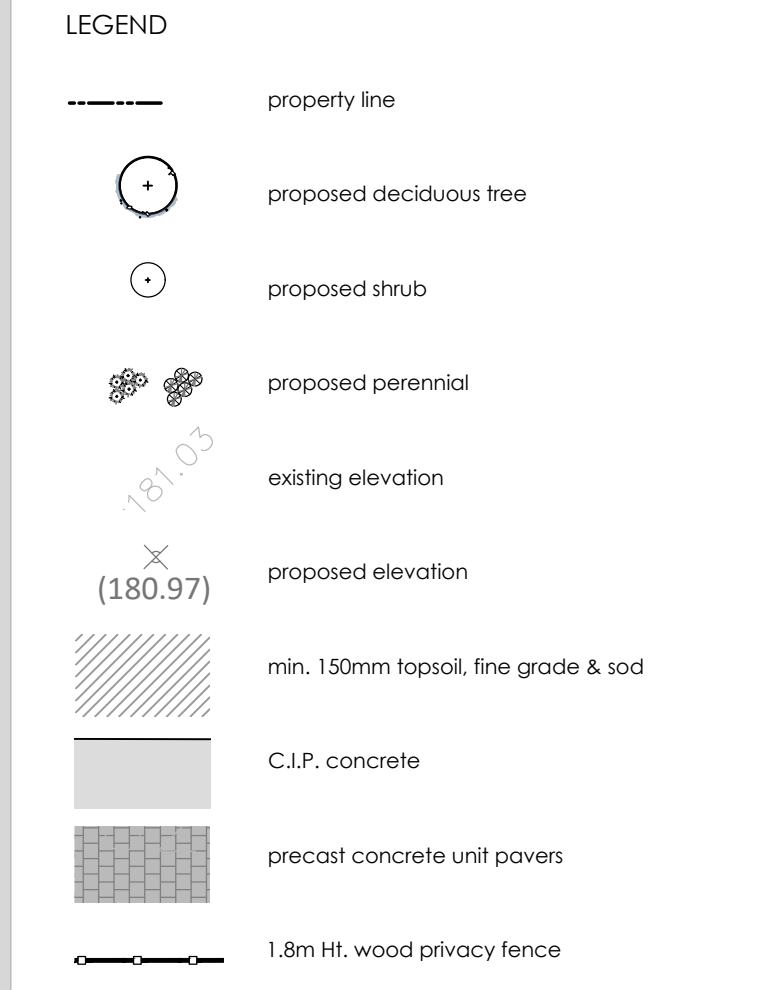 LEGEND
property line
proposed deciduous tree
proposed shrub
proposed perennial
181.03
existing elevation
(180.97)
proposed elevation
min. 150mm topsoil, fine grade & sod
C.I.P. concrete
precast concrete unit pavers
1.8m Ht. wood privacy fence